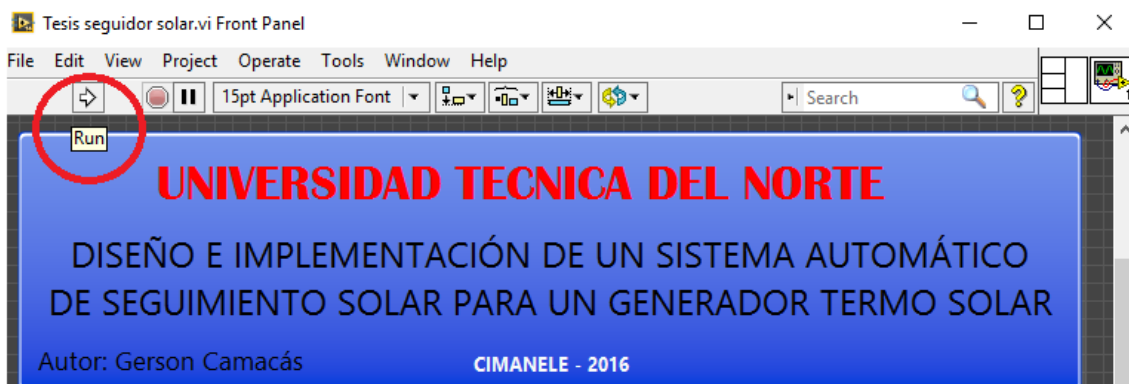 Tesis seguidor solar.vi Front Panel
File Edit View Project Operate Tools Window Help
15pt Application Font Search ?
Run
UNIVERSIDAD TECNICA DEL NORTE
DISEÑO E IMPLEMENTACIÓN DE UN SISTEMA AUTOMÁTICO
DE SEGUIMIENTO SOLAR PARA UN GENERADOR TERMO SOLAR
Autor: Gerson Camacás CIMANELE - 2016